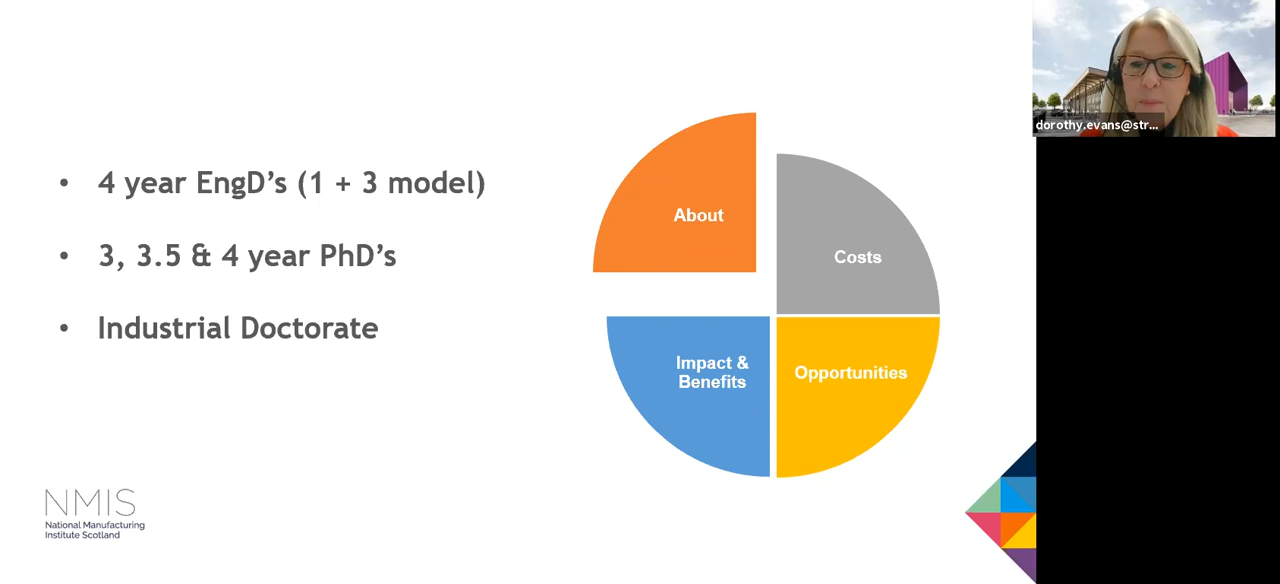 • 4 year EngD’s (1 + 3 model)
• 3, 3.5 & 4 year PhD’s
• Industrial Doctorate
About
Costs
Impact &
Benefits
Opportunities
NMIS
National Manufacturing
Institute Scotland
dorothy.evans@str...